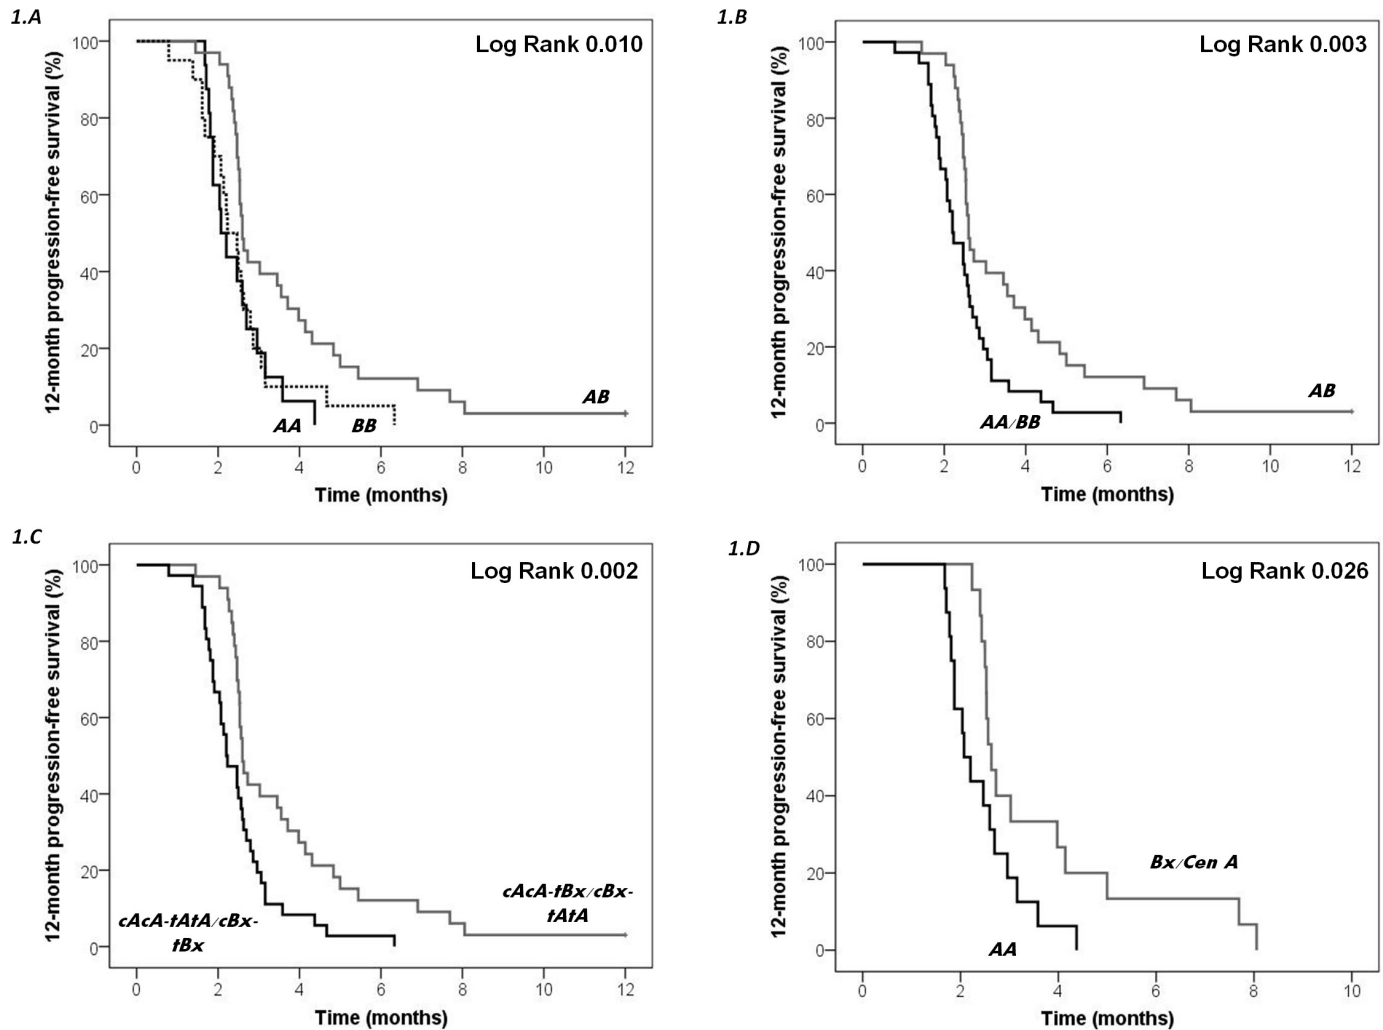 1.A
Log Rank 0.010
12-month progression-free survival (%)
100
80
60
40
20
0
AA
BB
AB
0 2 4 6 8 10 12
Time (months)
1.B
Log Rank 0.003
12-month progression-free survival (%)
100
80
60
40
20
0
AA/BB
AB
0 2 4 6 8 10 12
Time (months)
1.C
Log Rank 0.002
12-month progression-free survival (%)
100
80
60
40
20
0
cAcA-tAtA/cBx-
tBx
cAcA-tBx/cBx-
tAtA
0 2 4 6 8 10 12
Time (months)
1.D
Log Rank 0.026
12-month progression-free survival (%)
100
80
60
40
20
0
Bx/Cen A
AA
0 2 4 6 8 10
Time (months)